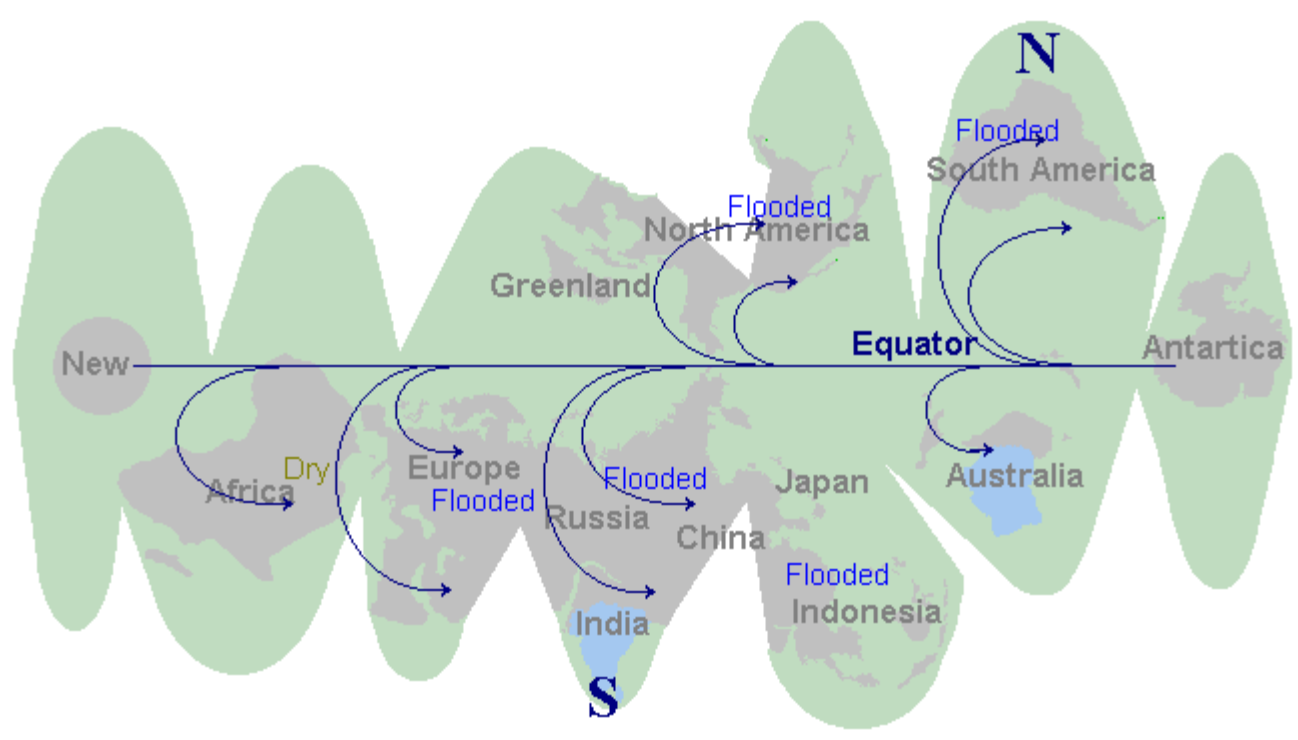 N
Flooded
South America
Flooded
North America
Greenland
Equator
Antartica
New
Dry
Europe
Africa
Flooded
Flooded
Russia
China
Japan
Australia
Flooded
Indonesia
India
S